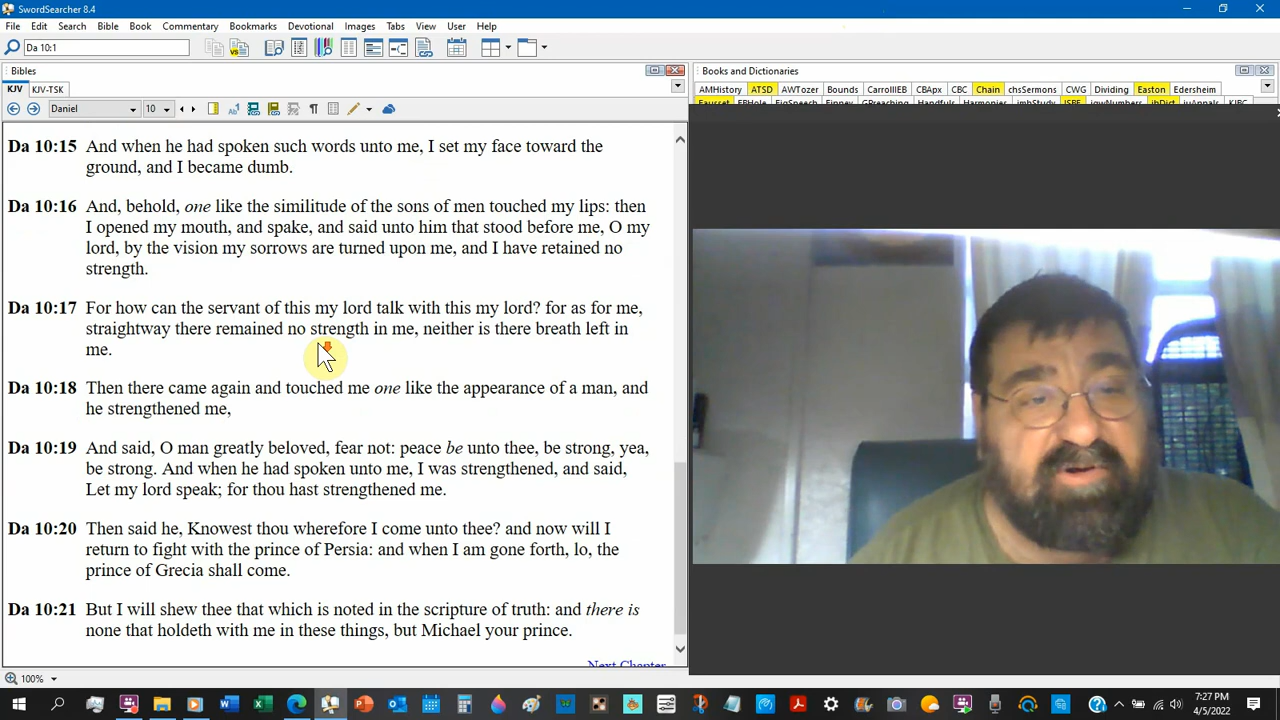 SwordSearcher 8.4
File Edit Search Bible Book Commentary Bookmarks Devotional Images Tabs View User Help
Da 10:1
Bibles
KJV KJV-TSK
Daniel 10
Da 10:15 And when he had spoken such words unto me, I set my face toward the
ground, and I became dumb.
Da 10:16 And, behold, one like the similitude of the sons of men touched my lips: then
I opened my mouth, and spake, and said unto him that stood before me, O my
lord, by the vision my sorrows are turned upon me, and I have retained no
strength.
Da 10:17 For how can the servant of this my lord talk with this my lord? for as for me,
straightway there remained no strength in me, neither is there breath left in
me.
Da 10:18 Then there came again and touched me one like the appearance of a man, and
he strengthened me,
Da 10:19 And said, O man greatly beloved, fear not: peace be unto thee, be strong, yea,
be strong. And when he had spoken unto me, I was strengthened, and said,
Let my lord speak; for thou hast strengthened me.
Da 10:20 Then said he, Knowest thou wherefore I come unto thee? and now will I
return to fight with the prince of Persia: and when I am gone forth, lo, the
prince of Grecia shall come.
Da 10:21 But I will shew thee that which is noted in the scripture of truth: and there is
none that holdeth with me in these things, but Michael your prince.
Next Chapter
100%
Books and Dictionaries
AMHistory ATSD AWTozer Bounds CarrollIEB CBApx CBC Chain chsSermons CWG Dividing Easton Edersheim
7:27 PM
4/5/2022